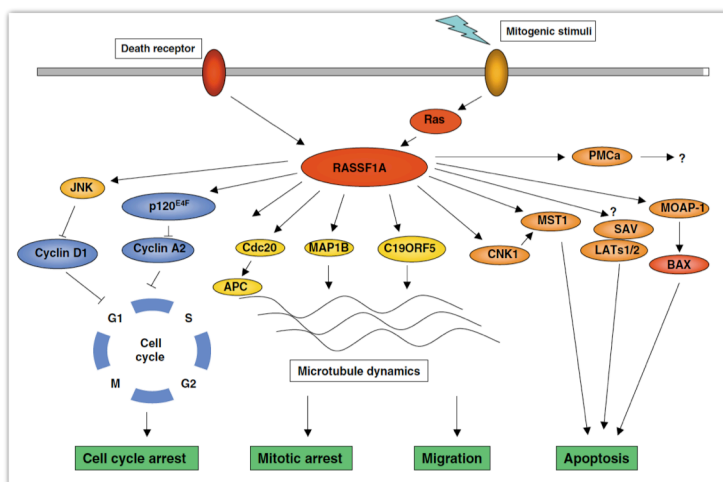 Mitogenic stimuli
Death receptor
Ras
PMCa
?
RASSF1A
JNK
p120E4F
MOAP-1
?
MST1
SAV
Cyclin D1
Cyclin A2
Cdc20
MAP1B
C19ORF5
CNK1
LATs1/2
BAX
APC
G1
S
Cell
cycle
M
G2
Microtubule dynamics
Cell cycle arrest
Mitotic arrest
Migration
Apoptosis